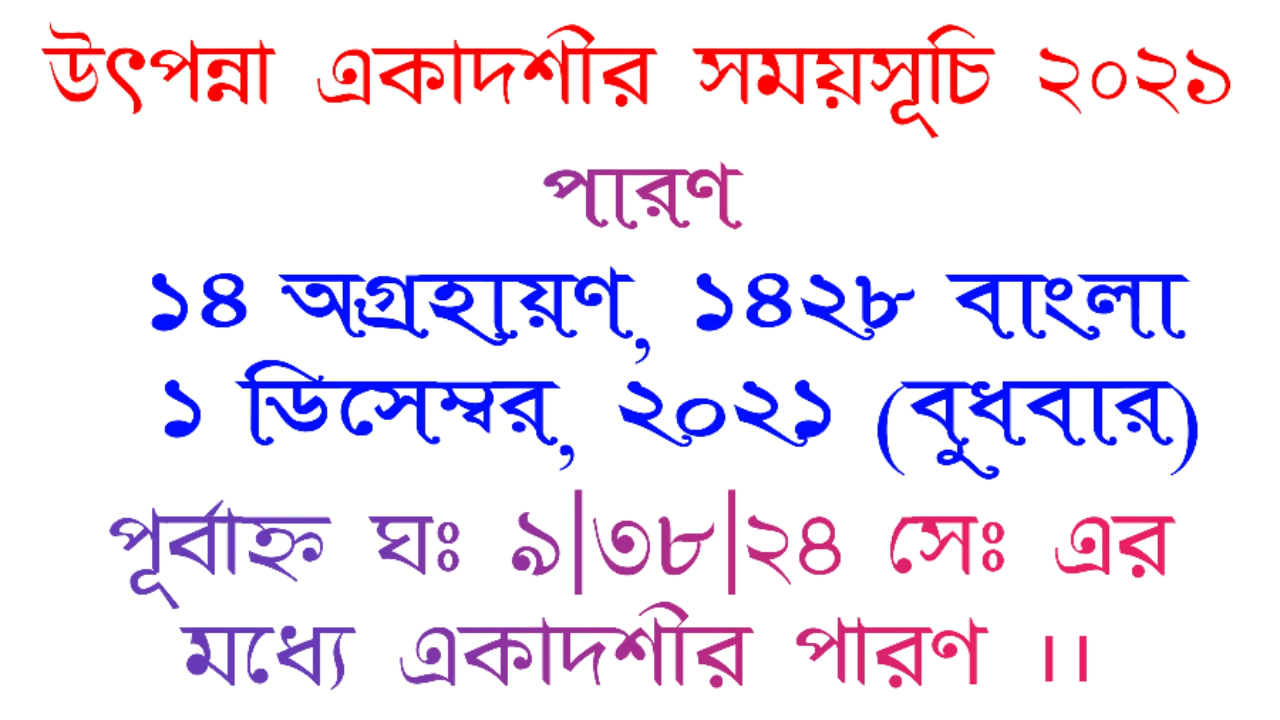 উৎপন্না একাদশীর সময়সূচি ২০২১
পারণ
১৪ অগ্রহায়ণ, ১৪২৮ বাংলা
১ ডিসেম্বর, ২০২১ (বুধবার)
পূর্বাহ্ন ঘঃ ৯|৩৮|২৪ সেঃ এর
মধ্যে একাদশীর পারণ ।।